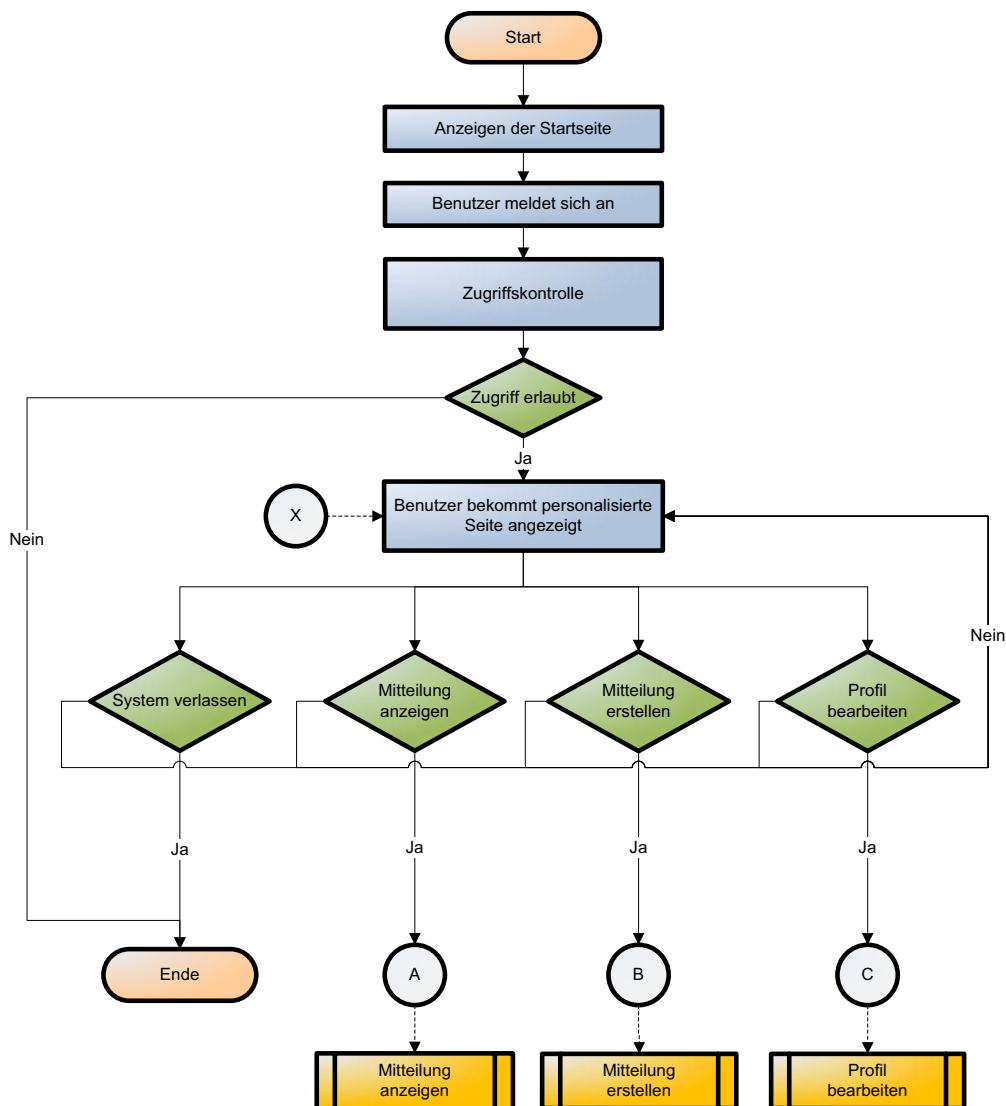 Start
Anzeigen der Startseite
Benutzer meldet sich an
Zugriffskontrolle
Zugriff erlaubt
Ja
Benutzer bekommt personalisierte
Seite angezeigt
X
Nein
Nein
System verlassen
Mitteilung
anzeigen
Mitteilung
erstellen
Profil
bearbeiten
Ja
Ja
Ja
Ja
Ende
A
B
C
Mitteilung
anzeigen
Mitteilung
erstellen
Profil
bearbeiten